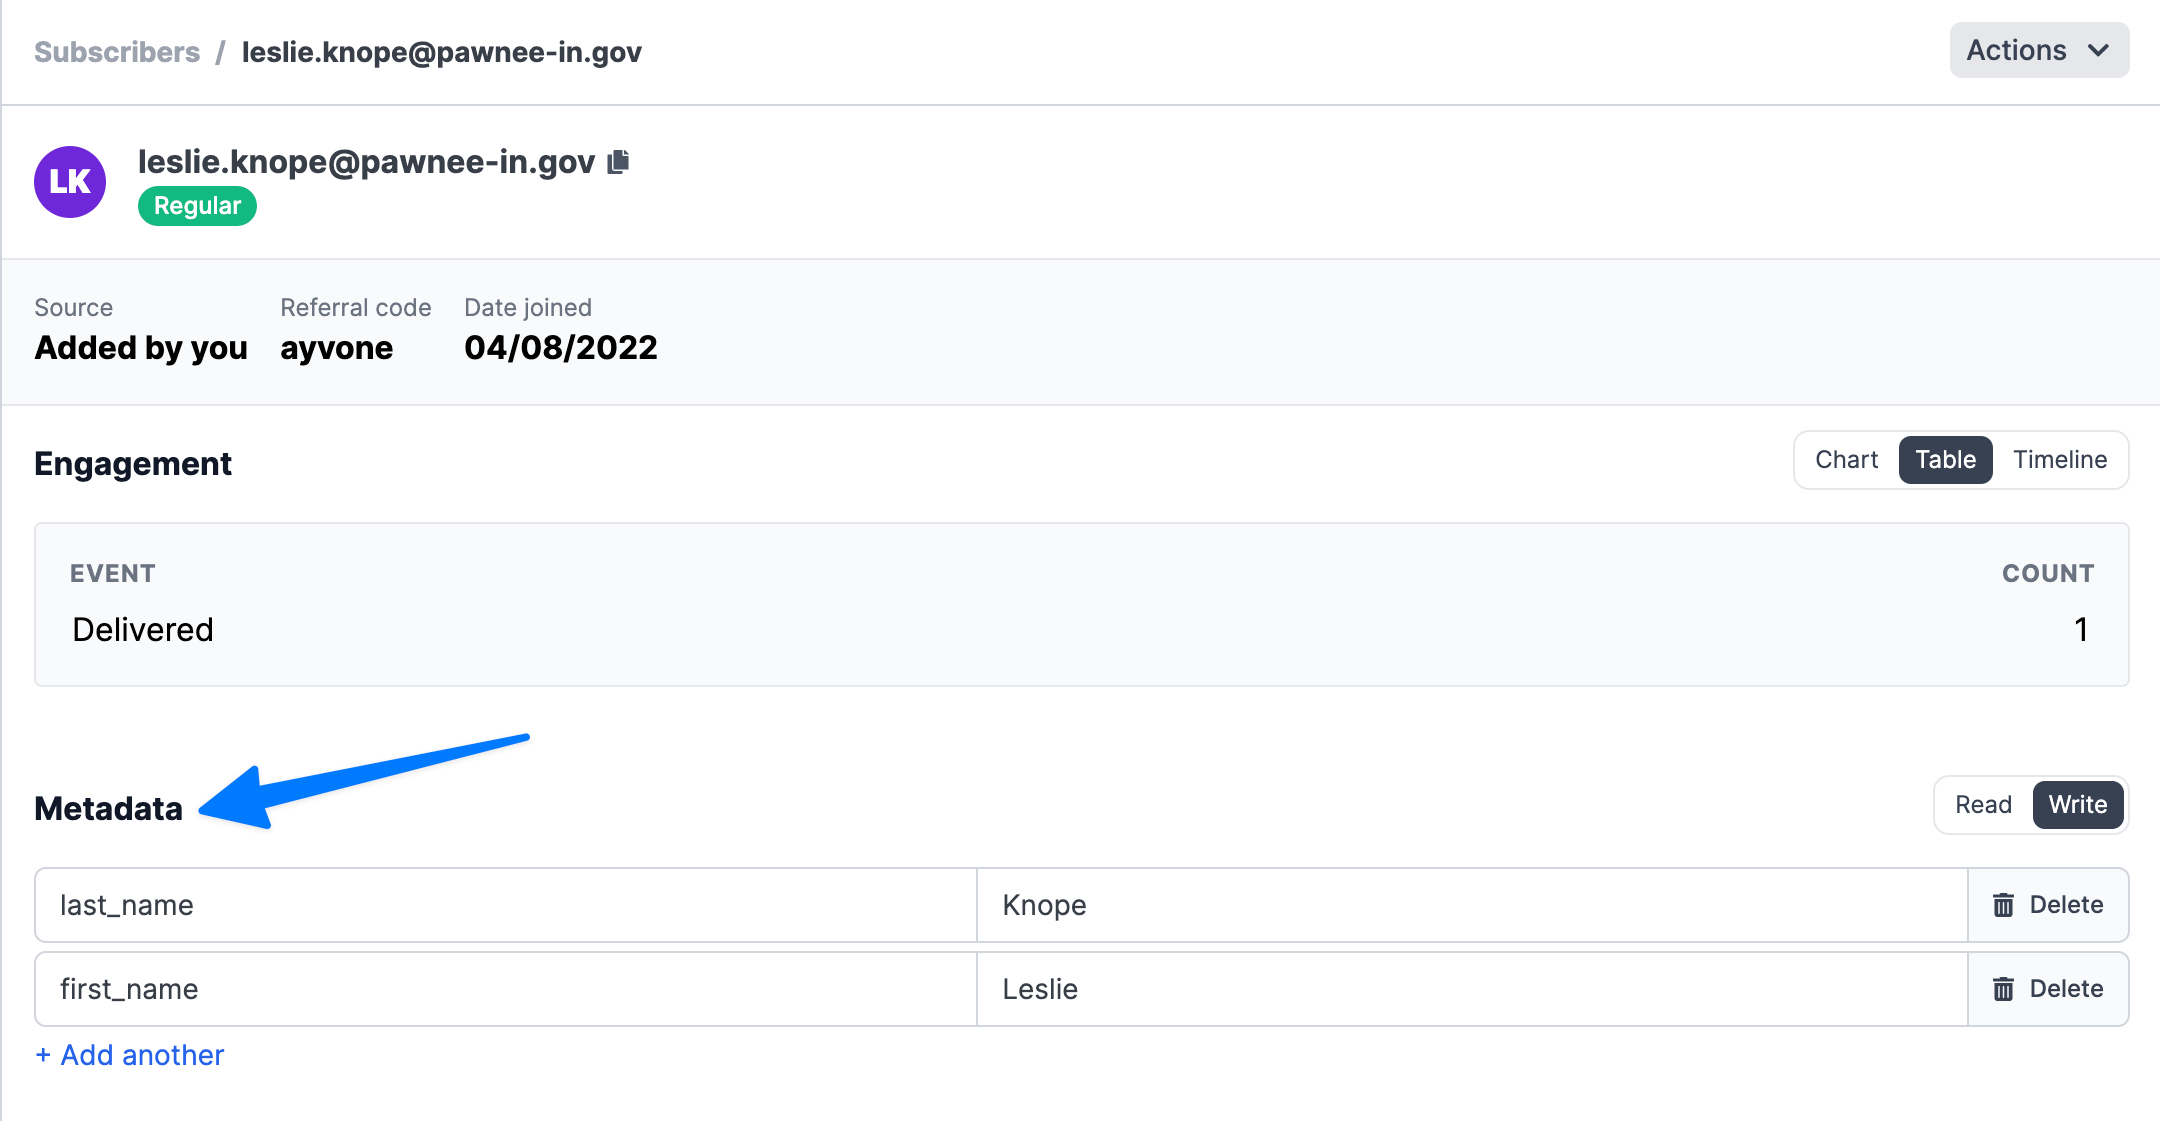 Subscribers / leslie.knope@pawnee-in.gov
Actions
LK
leslie.knope@pawnee-in.gov
Regular
Source Referral code Date joined
Added by you ayvone 04/08/2022
Engagement
Chart Table Timeline
EVENT COUNT
Delivered 1
Metadata
Read Write
last_name Knope Delete
first_name Leslie Delete
+ Add another